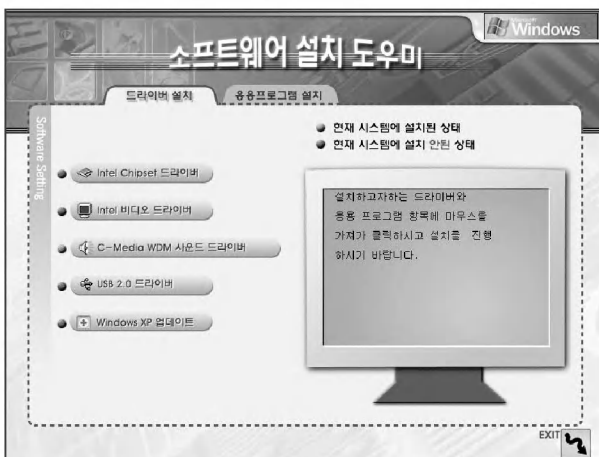 Microsoft
Windows
소프트웨어 설치 도우미
드라이버 설치
응용프로그램 설치
Software Setting
현재 시스템에 설치된 상태
현재 시스템에 설치 안된 상태
Intel Chipset 드라이버
Intel 비디오 드라이버
C-Media WDM 사운드 드라이버
USB 2.0 드라이버
Windows XP 업데이트
설치하고자하는 드라이버와
응용 프로그램 항목에 마우스를
가져가 클릭하시고 설치를 진행
하시기 바랍니다.
EXIT